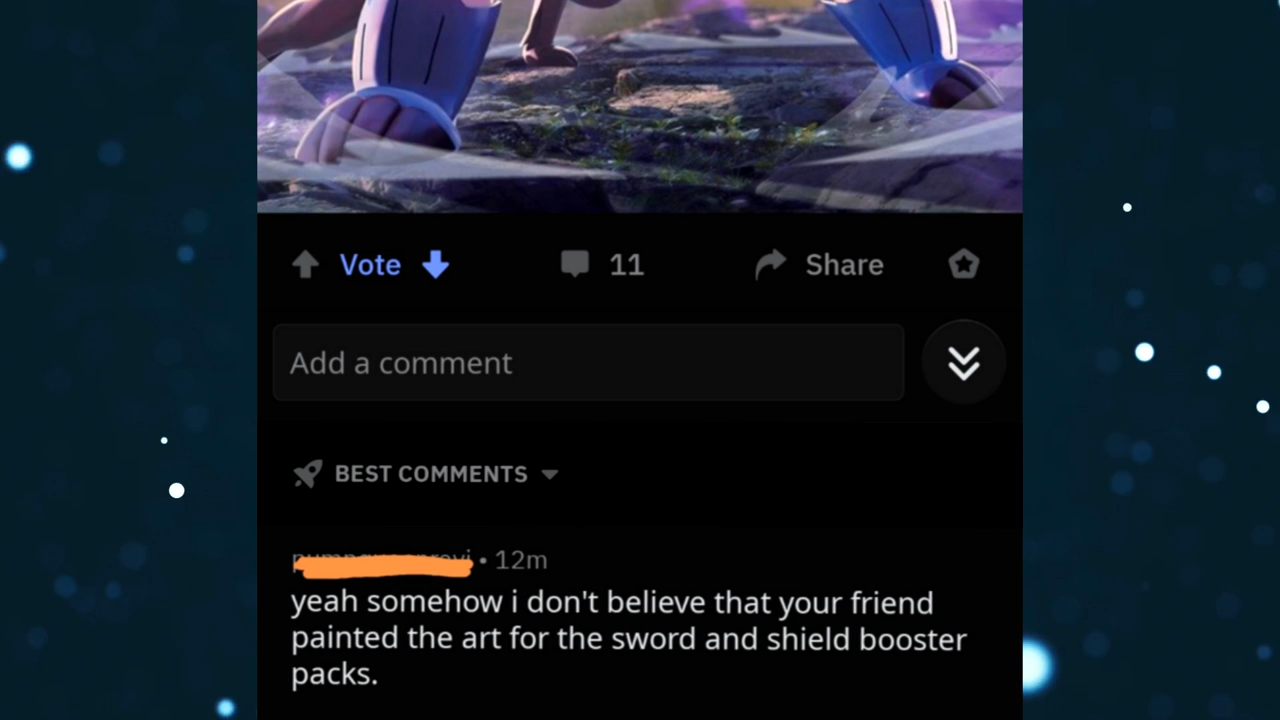 Vote
11
Share
Add a comment
BEST COMMENTS
• 12m
yeah somehow i don't believe that your friend
painted the art for the sword and shield booster
packs.